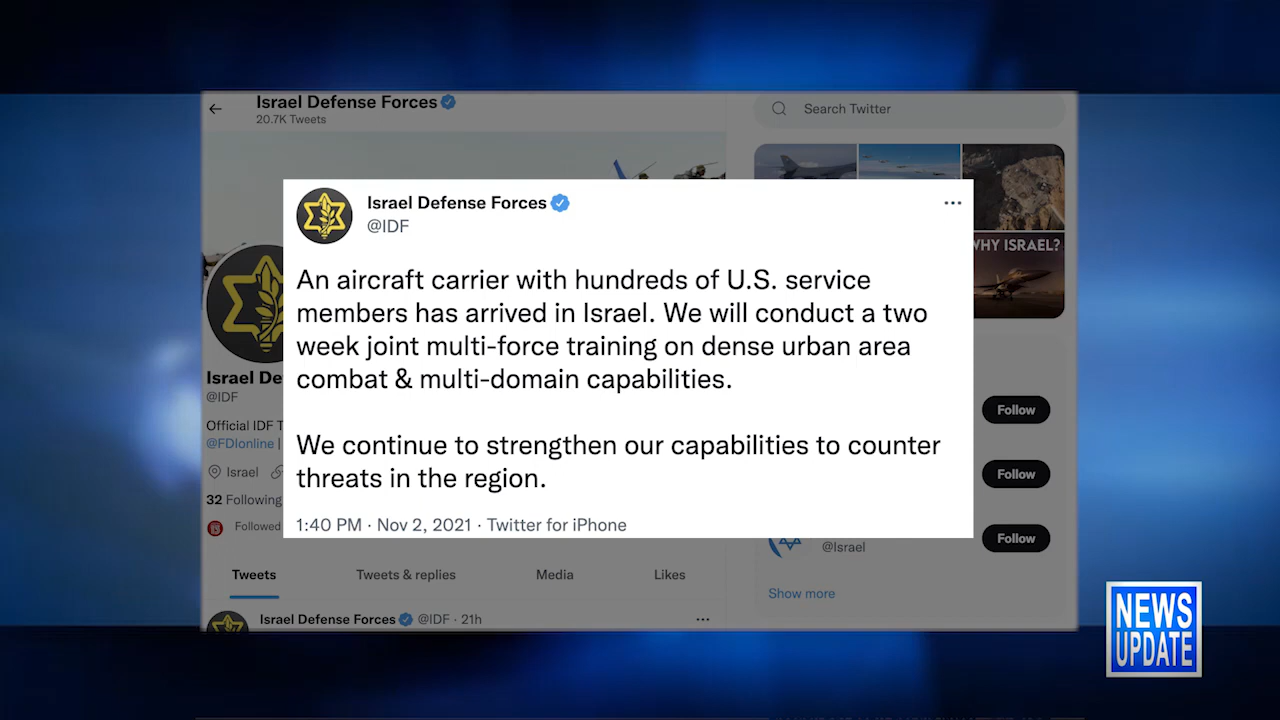 Israel Defense Forces
20.7K Tweets
Search Twitter
WHY ISRAEL?
Israel Defense Forces
@IDF
An aircraft carrier with hundreds of U.S. service
members has arrived in Israel. We will conduct a two
week joint multi-force training on dense urban area
combat & multi-domain capabilities.
We continue to strengthen our capabilities to counter
threats in the region.
1:40 PM · Nov 2, 2021 · Twitter for iPhone
Israel De
@IDF
Official IDF T
@FDIonline |
Israel
32 Following
Followed
Follow
Follow
Follow
@Israel
Show more
Tweets
Tweets & replies
Media
Likes
Israel Defense Forces @IDF · 21h
NEWS
UPDATE